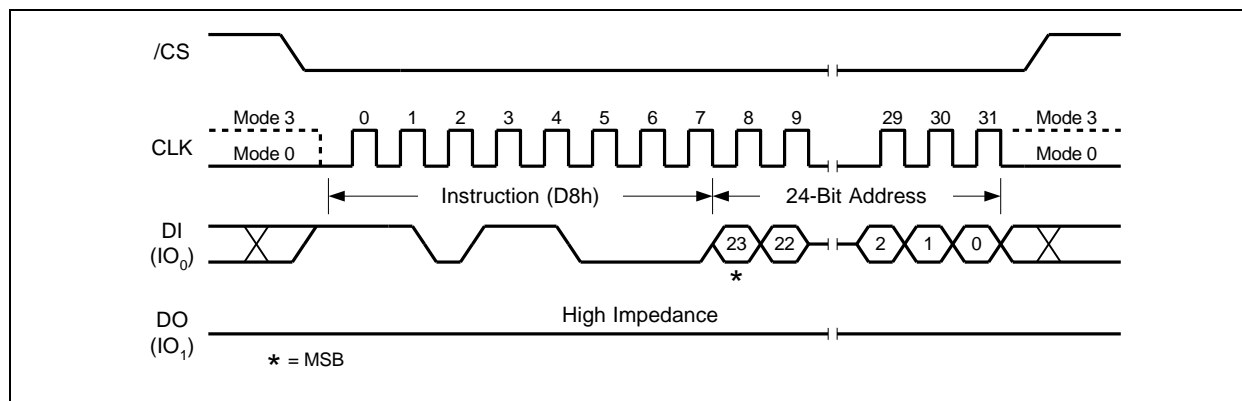 /CS
Mode 3 0 1 2 3 4 5 6 7 8 9 29 30 31 Mode 3
CLK
Mode 0 Mode 0
Instruction (D8h) 24-Bit Address
DI
(IO0)
23 22 2 1 0
*
High Impedance
DO
(IO1)
* = MSB